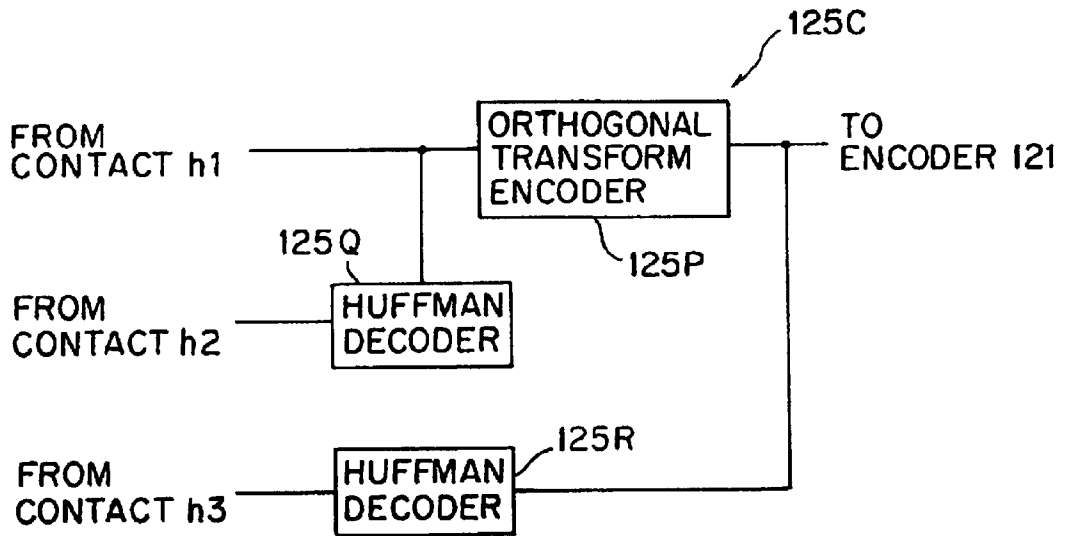 125C
FROM
CONTACT h1
ORTHOGONAL
TRANSFORM
ENCODER
TO
ENCODER 121
125P
125Q
FROM
CONTACT h2
HUFFMAN
DECODER
125R
FROM
CONTACT h3
HUFFMAN
DECODER